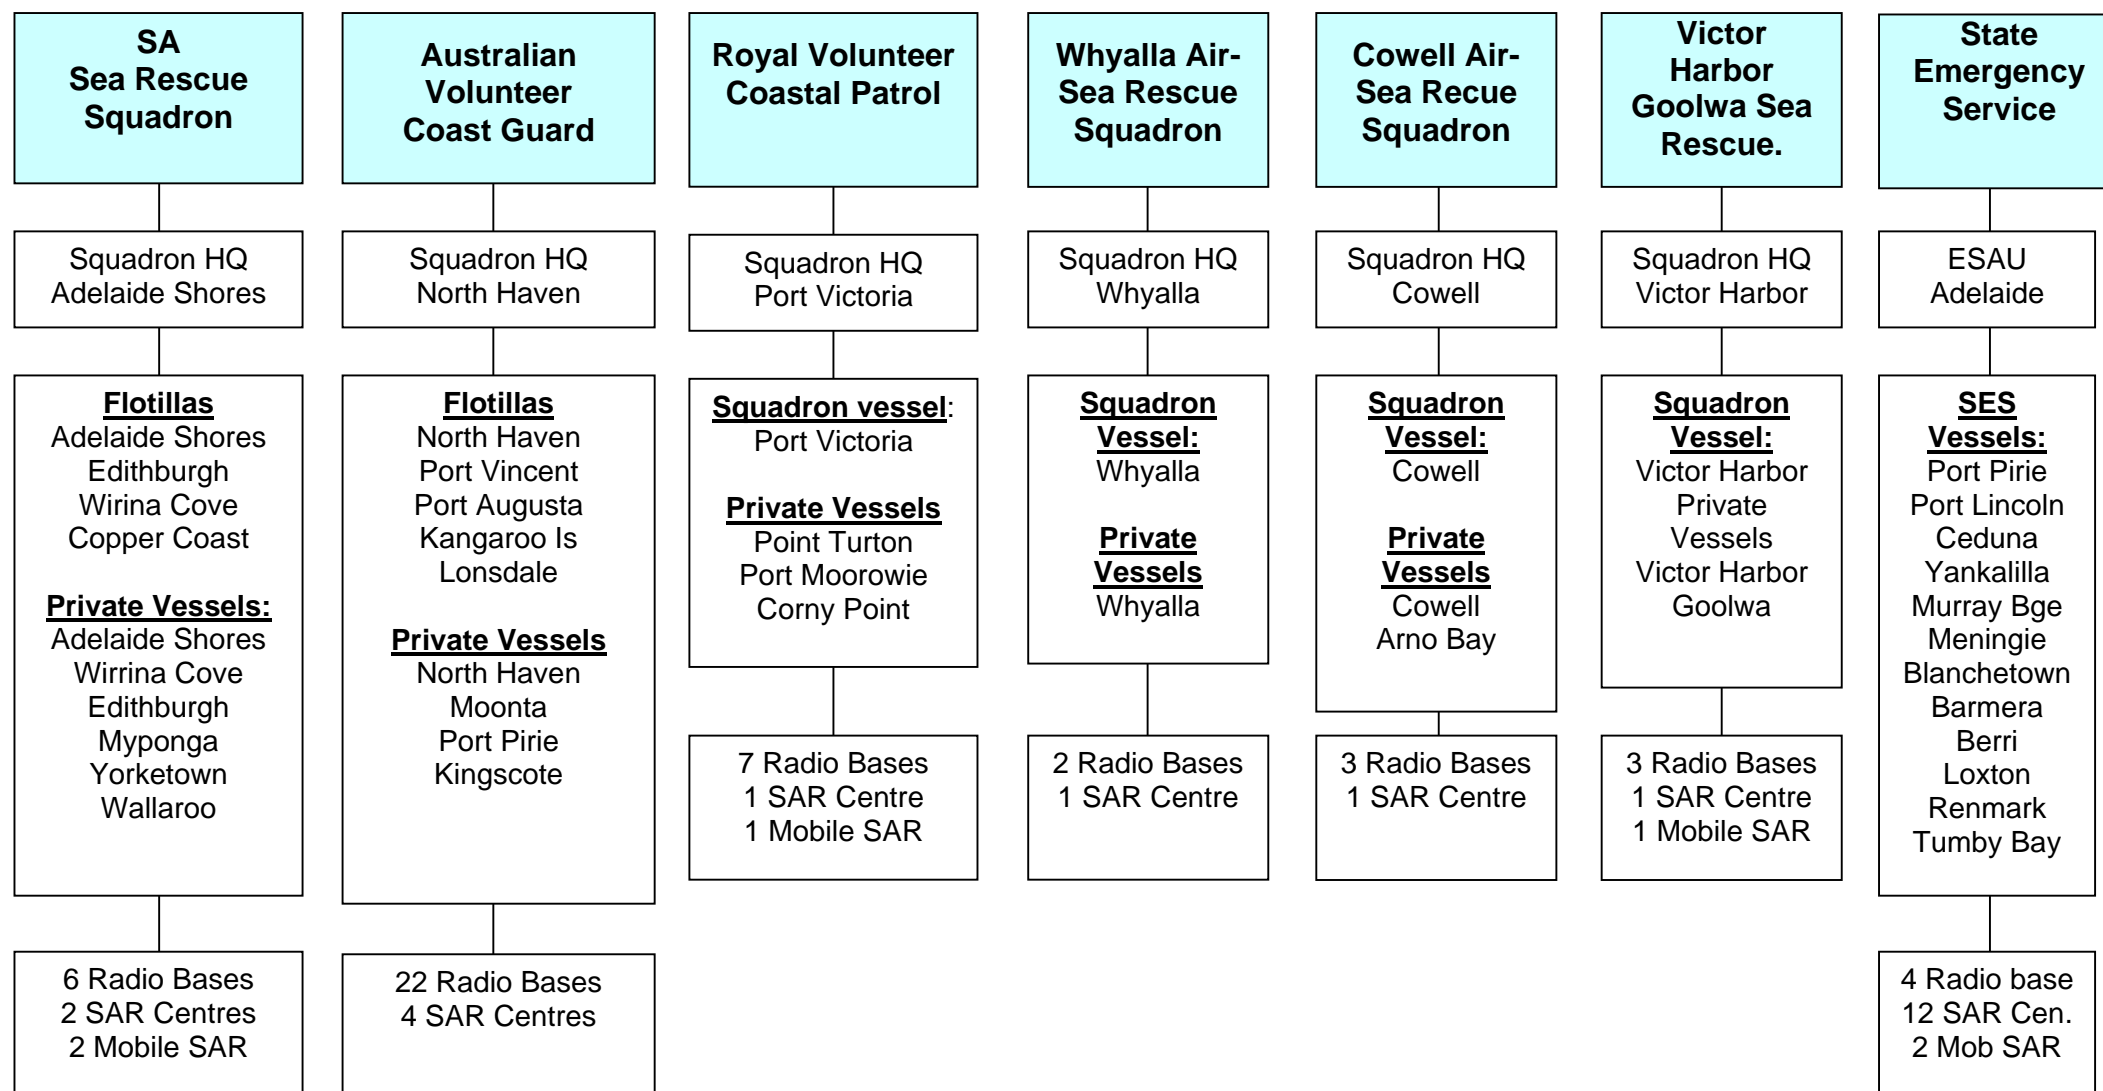 SA
Sea Rescue
Squadron
Squadron HQ
Adelaide Shores
Flotillas
Adelaide Shores
Edithburgh
Wirina Cove
Copper Coast
Private Vessels:
Adelaide Shores
Wirrina Cove
Edithburgh
Myponga
Yorketown
Wallaroo
6 Radio Bases
2 SAR Centres
2 Mobile SAR
Australian
Volunteer
Coast Guard
Squadron HQ
North Haven
Flotillas
North Haven
Port Vincent
Port Augusta
Kangaroo Is
Lonsdale
Private Vessels
North Haven
Moonta
Port Pirie
Kingscote
22 Radio Bases
4 SAR Centres
Royal Volunteer
Coastal Patrol
Squadron HQ
Port Victoria
Squadron vessel:
Port Victoria
Private Vessels
Point Turton
Port Moorowie
Corny Point
7 Radio Bases
1 SAR Centre
1 Mobile SAR
Whyalla Air-
Sea Rescue
Squadron
Squadron HQ
Whyalla
Squadron
Vessel:
Whyalla
Private
Vessels
Whyalla
2 Radio Bases
1 SAR Centre
Cowell Air-
Sea Recue
Squadron
Squadron HQ
Cowell
Squadron
Vessel:
Cowell
Private
Vessels
Cowell
Arno Bay
3 Radio Bases
1 SAR Centre
Victor
Harbor
Goolwa Sea
Rescue.
Squadron HQ
Victor Harbor
Squadron
Vessel:
Victor Harbor
Private
Vessels
Victor Harbor
Goolwa
3 Radio Bases
1 SAR Centre
1 Mobile SAR
State
Emergency
Service
ESAU
Adelaide
SES
Vessels:
Port Pirie
Port Lincoln
Ceduna
Yankalilla
Murray Bge
Meningie
Blanchetown
Barmera
Berri
Loxton
Renmark
Tumby Bay
4 Radio base
12 SAR Cen.
2 Mob SAR